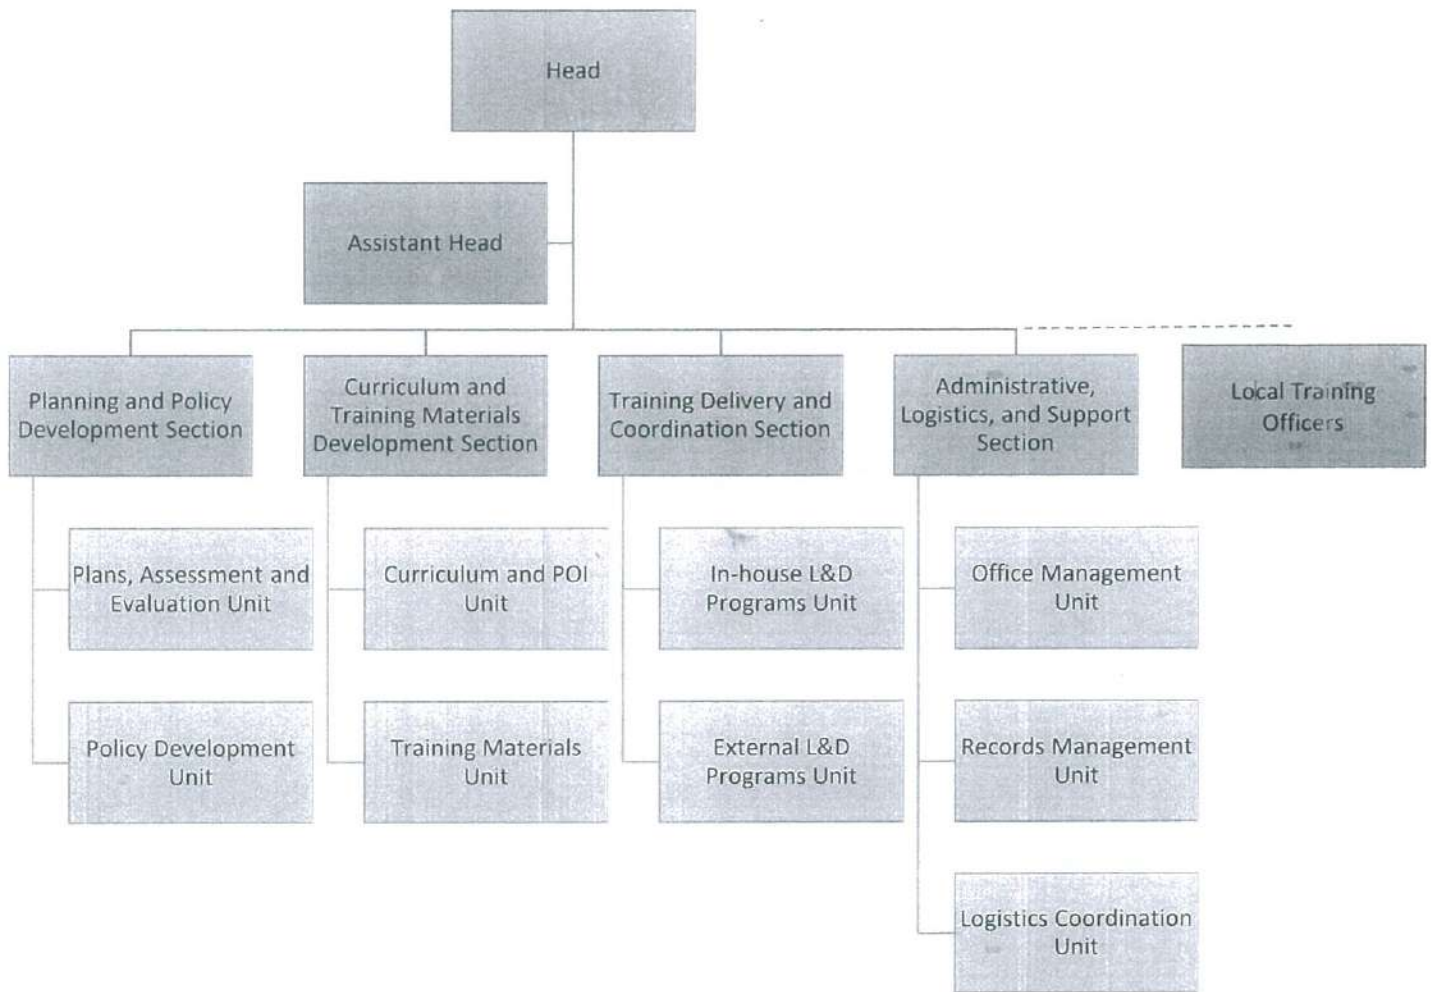 Head
Assistant Head
Planning and Policy
Development Section
Curriculum and
Training Materials
Development Section
Training Delivery and
Coordination Section
Administrative,
Logistics, and Support
Section
Local Training
Officers
Plans, Assessment and
Evaluation Unit
Curriculum and POI
Unit
In-house L&D
Programs Unit
Office Management
Unit
Policy Development
Unit
Training Materials
Unit
External L&D
Programs Unit
Records Management
Unit
Logistics Coordination
Unit